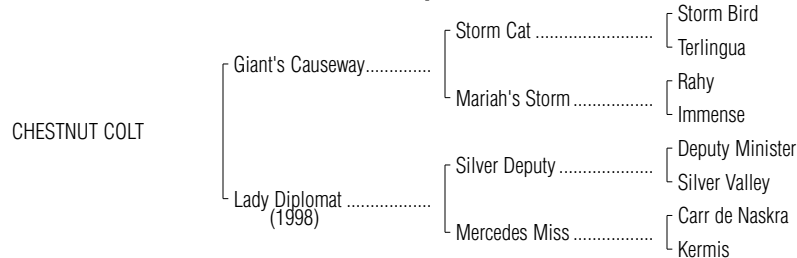 Storm Bird
Storm Cat ........................
Terlingua
Giant's Causeway..............
Rahy
Mariah's Storm .................
Immense
CHESTNUT COLT
Deputy Minister
Silver Deputy ....................
Silver Valley
Lady Diplomat ..................
(1998)
Carr de Naskra
Mercedes Miss .................
Kermis